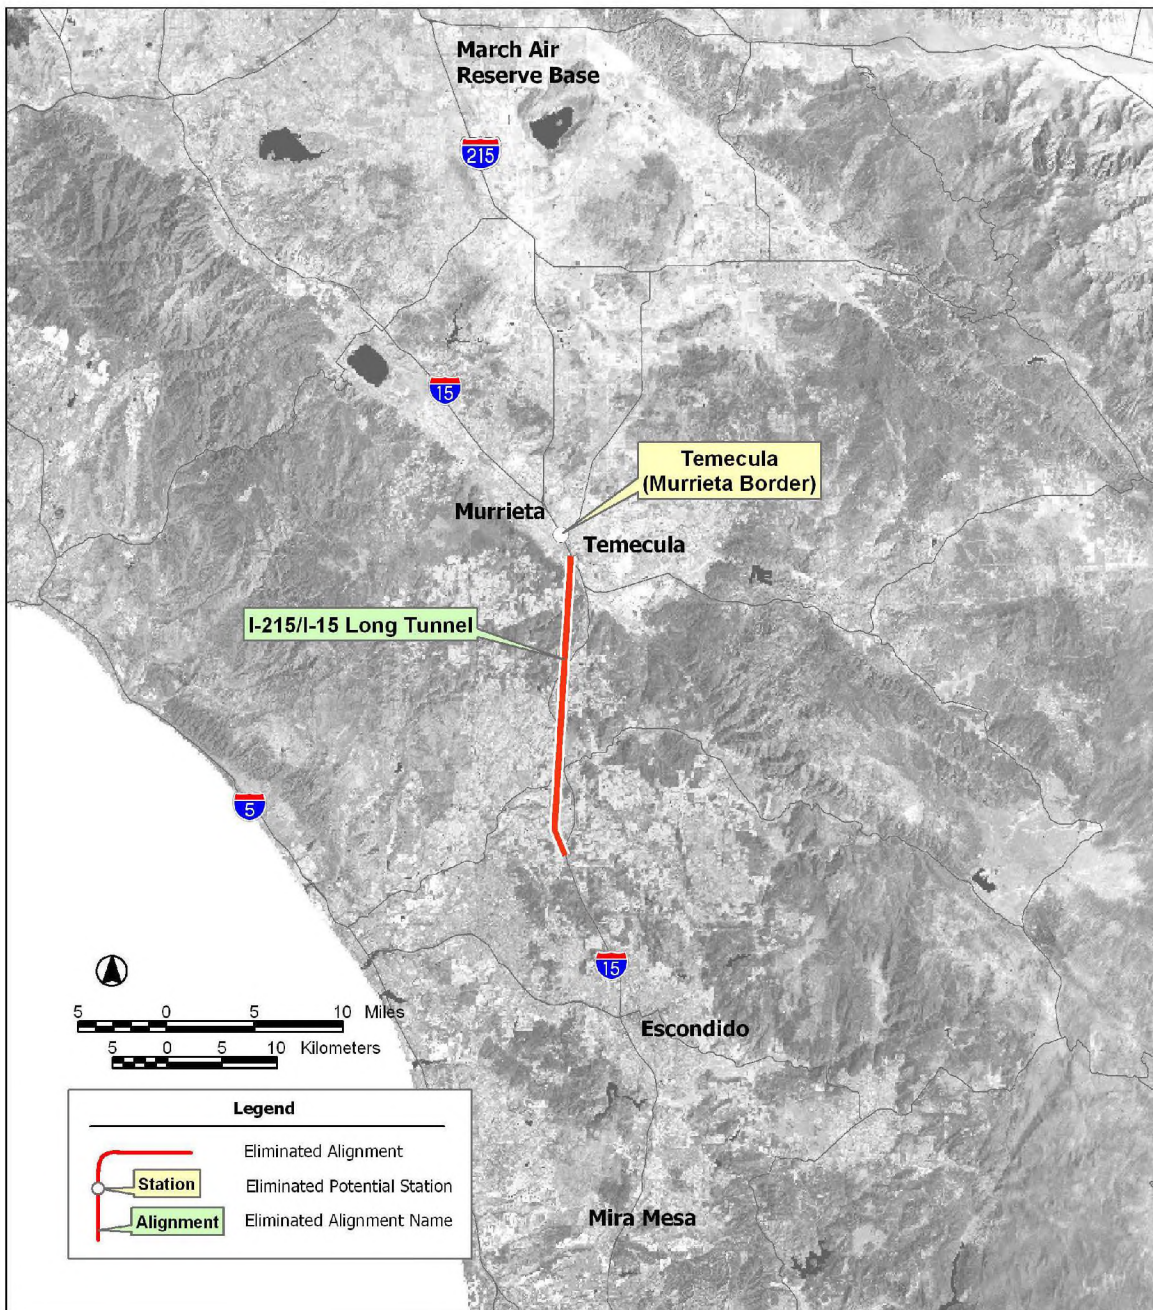 March Air
Reserve Base
215
15
Temecula
(Murrieta Border)
Murrieta
Temecula
I-215/I-15 Long Tunnel
5
15
Escondido
5 0 5 10 Miles
5 0 5 10 Kilometers
Mira Mesa
Legend
Eliminated Alignment
Station Eliminated Potential Station
Alignment Eliminated Alignment Name